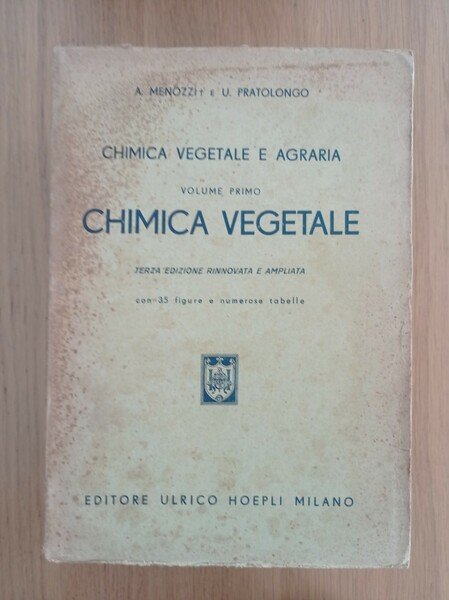 A. MENOZZI† E U. PRATOLONGO
CHIMICA VEGETALE E AGRARIA
VOLUME PRIMO
CHIMICA VEGETALE
TERZA EDIZIONE RINNOVATA E AMPLIATA
con 35 figure e numerose tabelle
EDITORE ULRICO HOEPLI MILANO